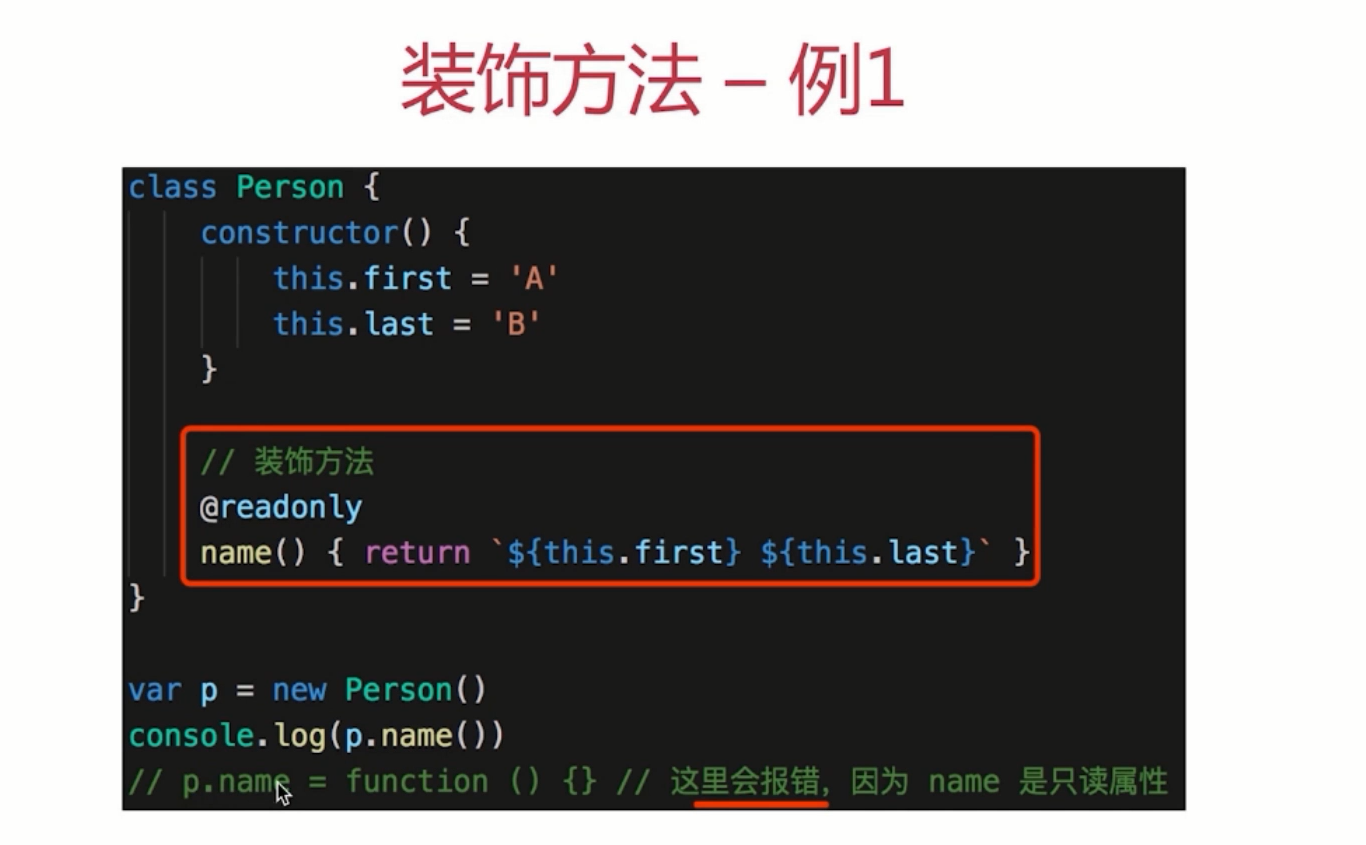 装饰方法 – 例1
class Person {
constructor() {
this.first = 'A'
this.last = 'B'
}
// 装饰方法
@readonly
name() { return `${this.first} ${this.last}` }
}
var p = new Person()
console.log(p.name())
// p.name = function () {} // 这里会报错，因为 name 是只读属性